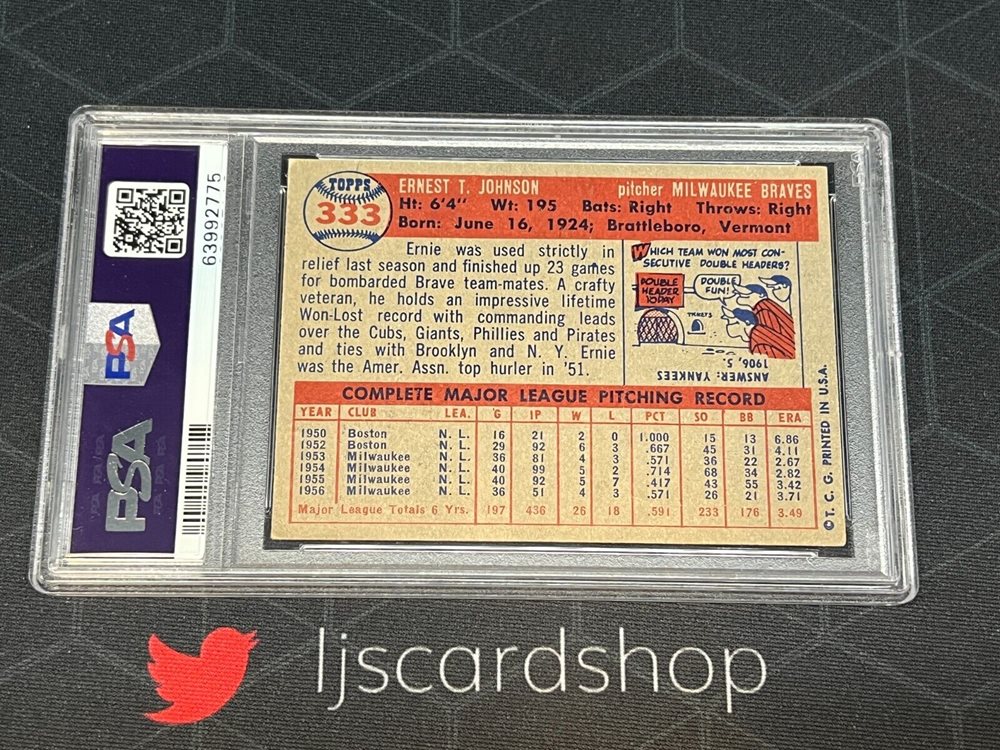 63992775
PSA
PSA
TOPPS
333
ERNEST T. JOHNSON pitcher MILWAUKEE BRAVES
Ht: 6'4" Wt: 195 Bats: Right Throws: Right
Born: June 16, 1924; Brattleboro, Vermont
Ernie was used strictly in
relief last season and finished up 23 games
for bombarded Brave team-mates. A crafty
veteran, he holds an impressive lifetime
Won-Lost record with commanding leads
over the Cubs, Giants, Phillies and Pirates
and ties with Brooklyn and N. Y. Ernie
was the Amer. Assn. top hurler in '51.
WHICH TEAM WON MOST CON-
SECUTIVE DOUBLE HEADERS?
DOUBLE
HEADER
TODAY
DOUBLE
FUN!
TICKETS
ANSWER: YANKEES
1906, 5.
COMPLETE MAJOR LEAGUE PITCHING RECORD
YEAR CLUB LEA. G IP W L PCT SO BB ERA
1950 Boston N. L. 16 21 2 0 1.000 15 13 6.86
1952 Boston N. L. 29 92 6 3 .667 45 31 4.11
1953 Milwaukee N. L. 36 81 4 3 .571 36 22 2.67
1954 Milwaukee N. L. 40 99 5 2 .714 68 34 2.82
1955 Milwaukee N. L. 40 92 5 7 .417 43 55 3.42
1956 Milwaukee N. L. 36 51 4 3 .571 26 21 3.71
Major League Totals 6 Yrs. 197 436 26 18 .591 233 176 3.49
©T. C. G. PRINTED IN U.S.A.
ljscardshop